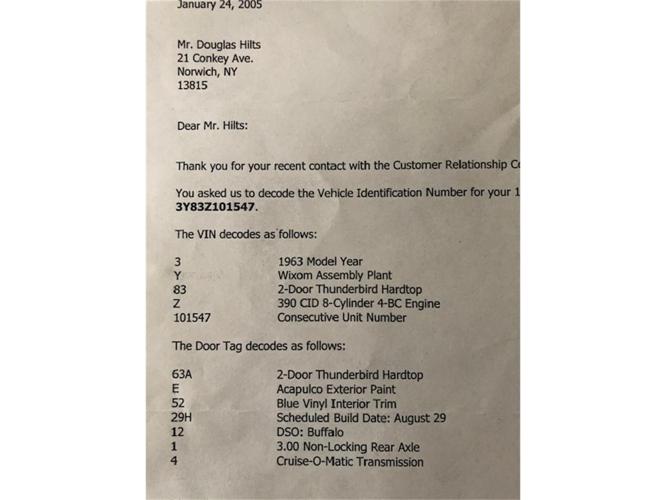 January 24, 2005
Mr. Douglas Hilts
21 Conkey Ave.
Norwich, NY
13815
Dear Mr. Hilts:
Thank you for your recent contact with the Customer Relationship
You asked us to decode the Vehicle Identification Number for your 1
3Y83Z101547.
The VIN decodes as follows:
3 1963 Model Year
Y Wixom Assembly Plant
83 2-Door Thunderbird Hardtop
Z 390 CID 8-Cylinder 4-BC Engine
101547 Consecutive Unit Number
The Door Tag decodes as follows:
63A 2-Door Thunderbird Hardtop
E Acapulco Exterior Paint
52 Blue Vinyl Interior Trim
29H Scheduled Build Date: August 29
12 DSO: Buffalo
1 3.00 Non-Locking Rear Axle
4 Cruise-O-Matic Transmission